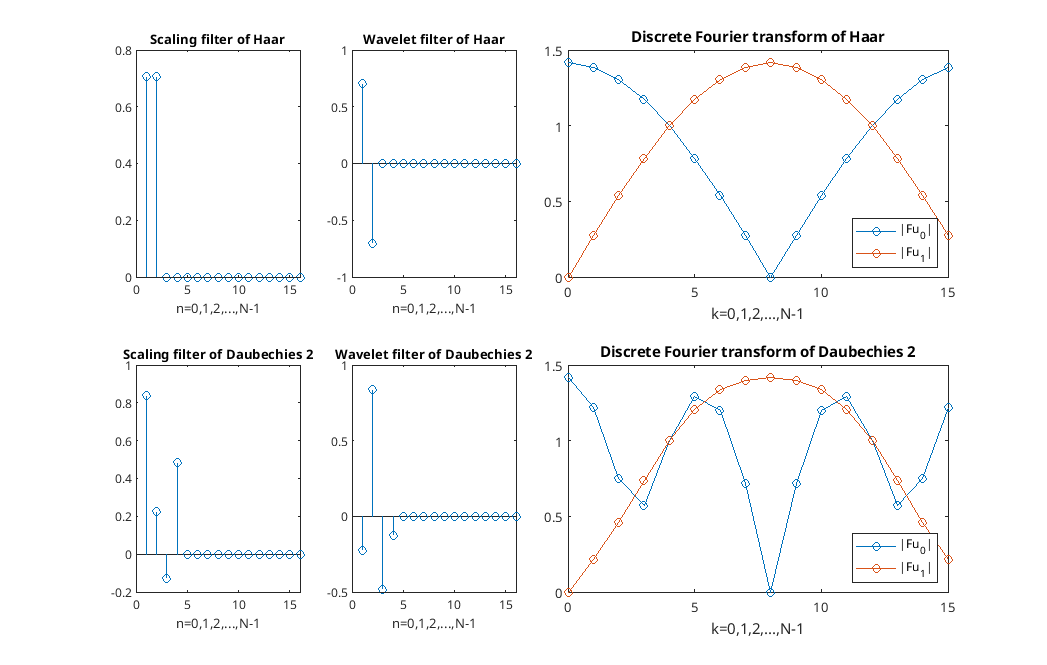 Scaling filter of Haar
0.8
0.6
0.4
0.2
0
0 5 10 15
n=0,1,2,...,N-1
Wavelet filter of Haar
1
0.5
0
-0.5
-1
0 5 10 15
n=0,1,2,...,N-1
Discrete Fourier transform of Haar
1.5
1
0.5
0
0 5 10 15
k=0,1,2,...,N-1
|Fu0|
|Fu1|
Scaling filter of Daubechies 2
1
0.8
0.6
0.4
0.2
0
-0.2
0 5 10 15
n=0,1,2,...,N-1
Wavelet filter of Daubechies 2
1
0.5
0
-0.5
0 5 10 15
n=0,1,2,...,N-1
Discrete Fourier transform of Daubechies 2
1.5
1
0.5
0
0 5 10 15
k=0,1,2,...,N-1
|Fu0|
|Fu1|